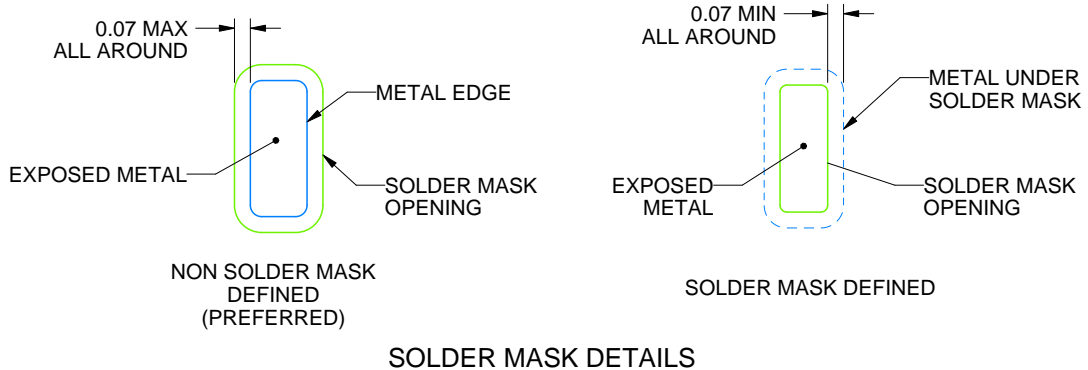 0.07 MAX
ALL AROUND
METAL EDGE
EXPOSED METAL
SOLDER MASK
OPENING
NON SOLDER MASK
DEFINED
(PREFERRED)
0.07 MIN
ALL AROUND
METAL UNDER
SOLDER MASK
EXPOSED
METAL
SOLDER MASK
OPENING
SOLDER MASK DEFINED
SOLDER MASK DETAILS